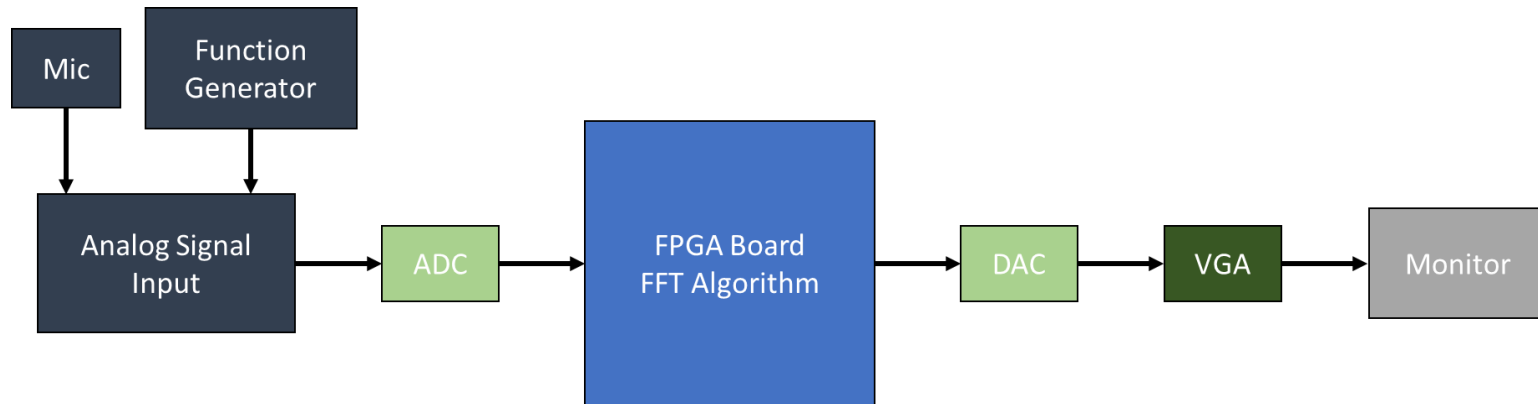 Mic
Function
Generator
Analog Signal
Input
ADC
FPGA Board
FFT Algorithm
DAC
VGA
Monitor